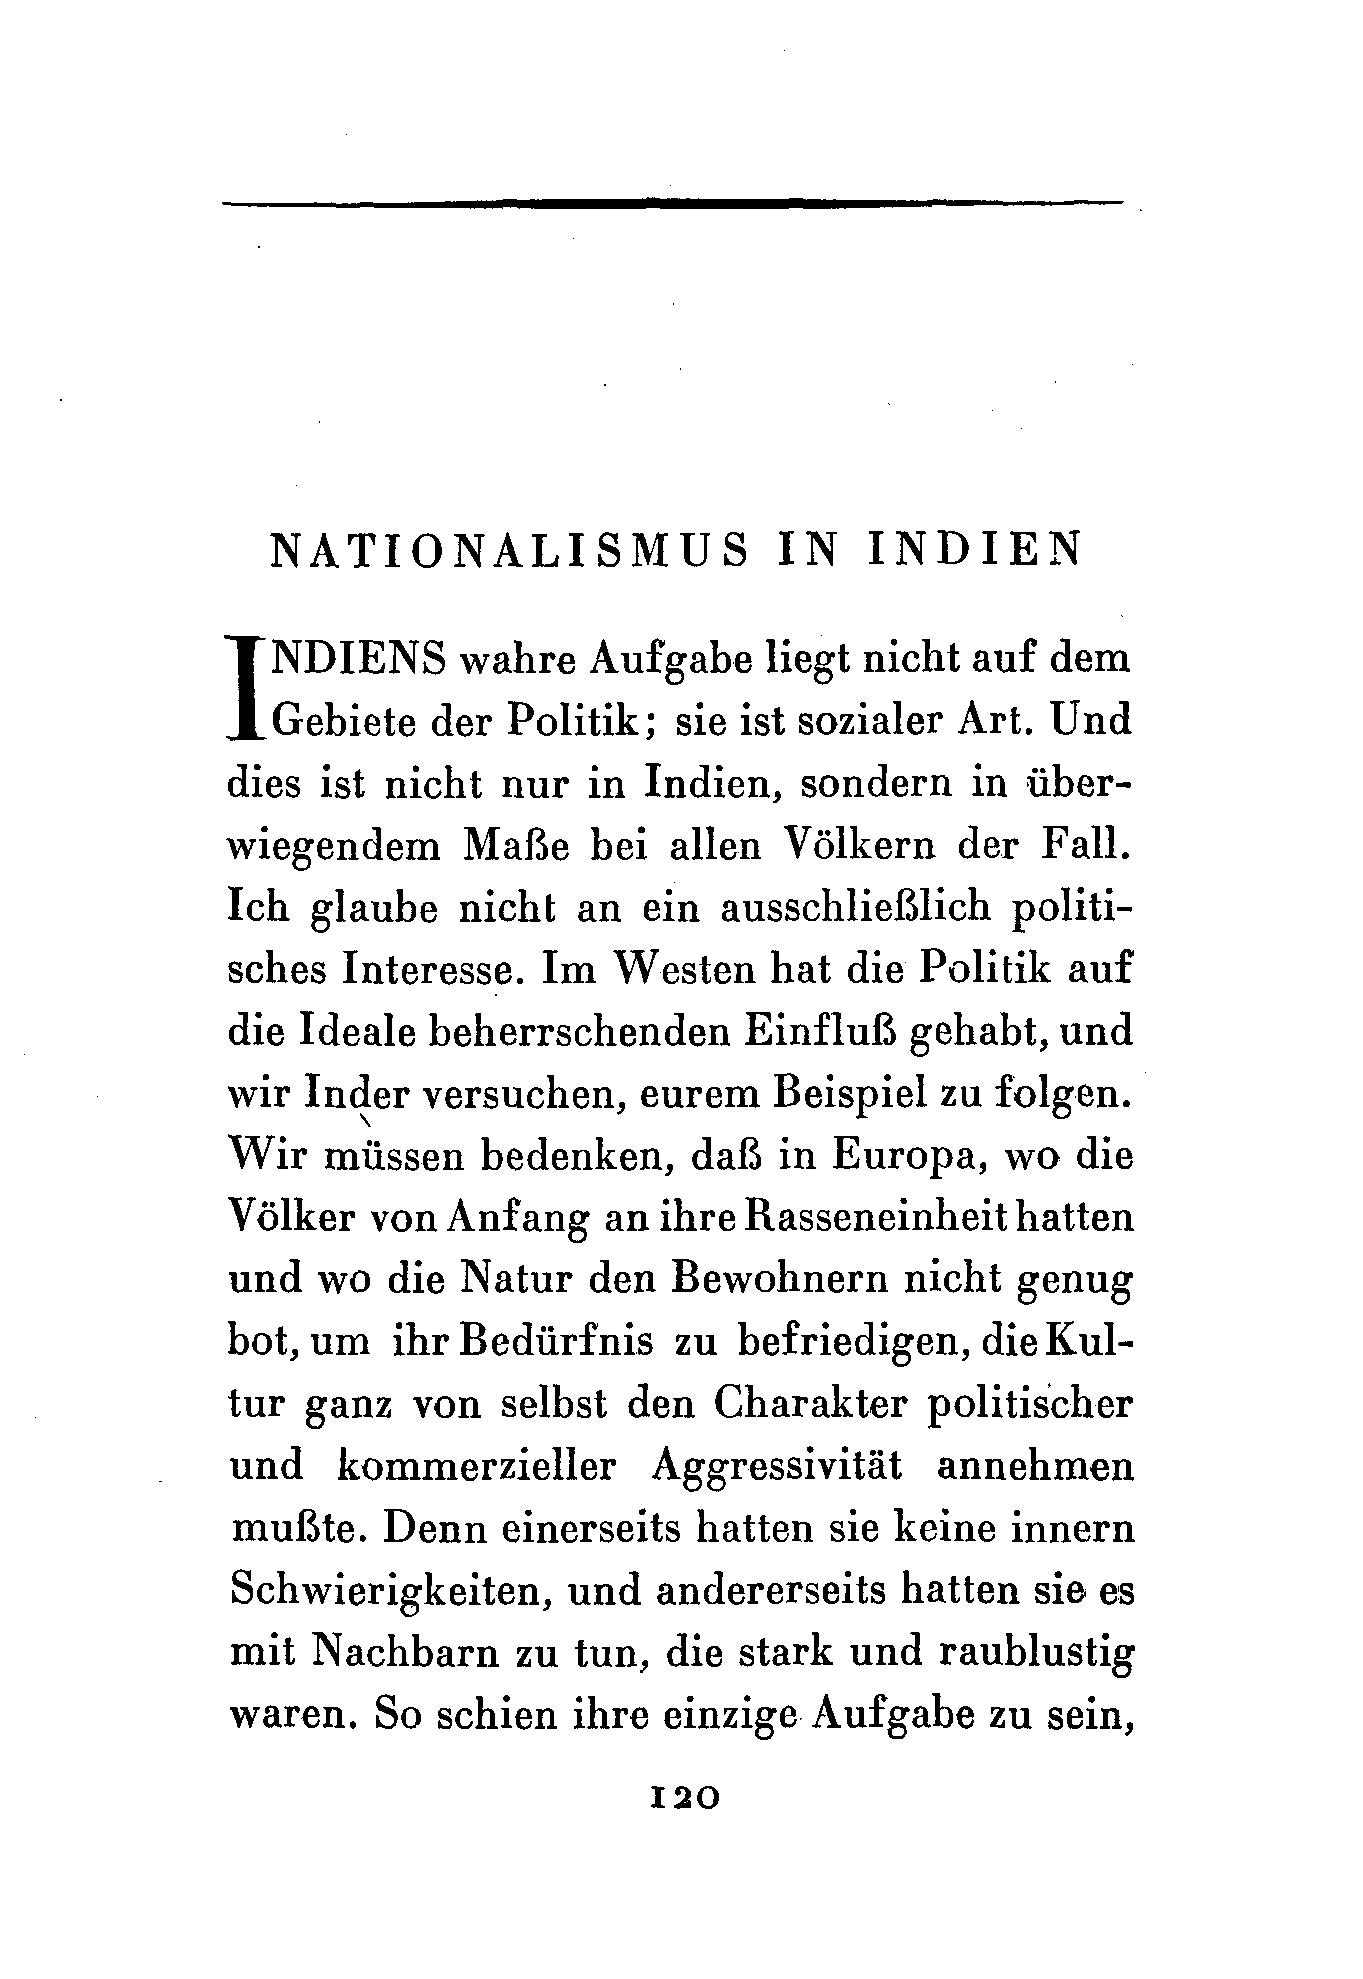 NATIONALISMUS IN INDIEN
INDIENS wahre Aufgabe liegt nicht auf dem
Gebiete der Politik; sie ist sozialer Art. Und
dies ist nicht nur in Indien, sondern in über-
wiegendem Maße bei allen Völkern der Fall.
Ich glaube nicht an ein ausschließlich politi-
sches Interesse. Im Westen hat die Politik auf
die Ideale beherrschenden Einfluß gehabt, und
wir Inder versuchen, eurem Beispiel zu folgen.
Wir müssen bedenken, daß in Europa, wo die
Völker von Anfang an ihre Rasseneinheit hatten
und wo die Natur den Bewohnern nicht genug
bot, um ihr Bedürfnis zu befriedigen, die Kul-
tur ganz von selbst den Charakter politischer
und kommerzieller Aggressivität annehmen
mußte. Denn einerseits hatten sie keine innern
Schwierigkeiten, und andererseits hatten sie es
mit Nachbarn zu tun, die stark und raublustig
waren. So schien ihre einzige Aufgabe zu sein,
120